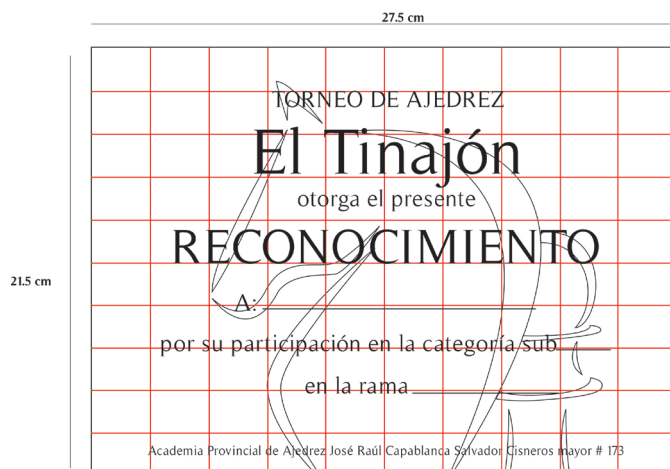 27.5 cm
TORNEO DE AJEDREZ
El Tinajón
otorga el presente
RECONOCIMIENTO
21.5 cm
A:
por su participación en la categoría sub
en la rama
Academia Provincial de Ajedrez José Raúl Capablanca Salvador Cisneros mayor # 173